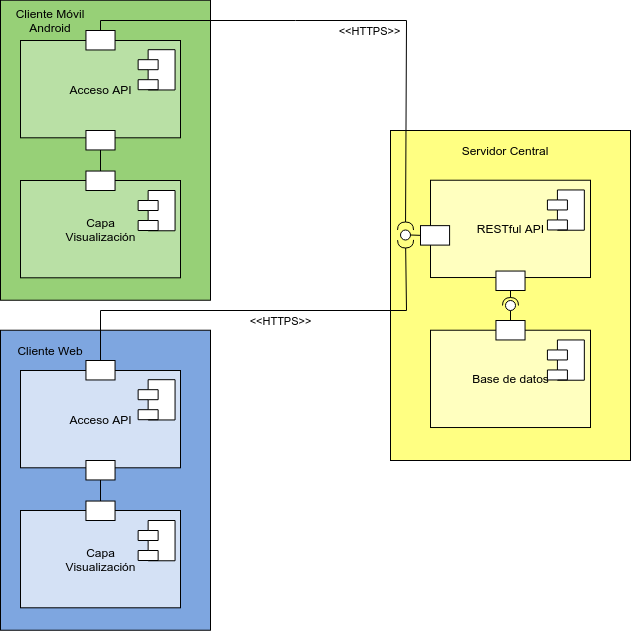 Cliente Móvil
Android
<<HTTPS>>
Acceso API
Servidor Central
Capa
Visualización
RESTful API
<<HTTPS>>
Cliente Web
Base de datos
Acceso API
Capa
Visualización